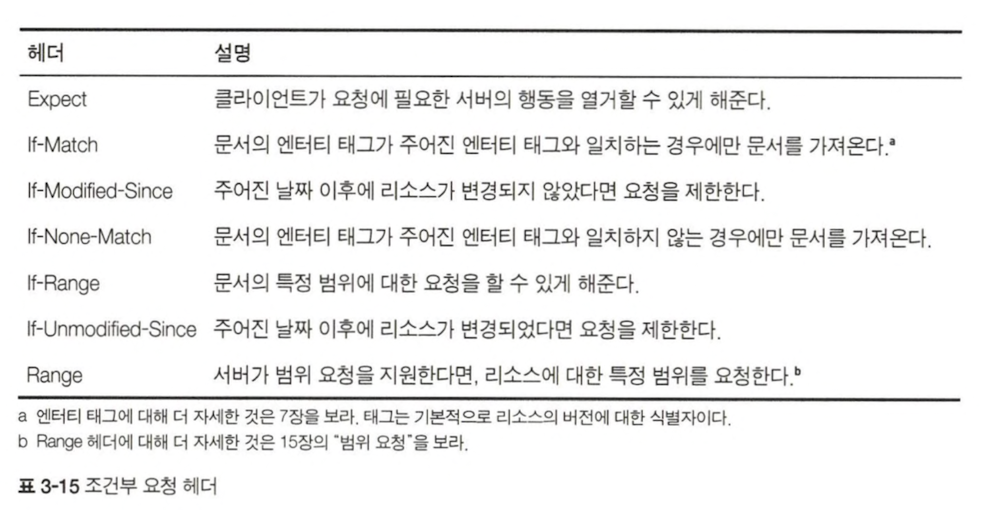 헤더 설명
Expect 클라이언트가 요청에 필요한 서버의 행동을 열거할 수 있게 해준다.
If-Match 문서의 엔터티 태그가 주어진 엔터티 태그와 일치하는 경우에만 문서를 가져온다.a
If-Modified-Since 주어진 날짜 이후에 리소스가 변경되지 않았다면 요청을 제한한다.
If-None-Match 문서의 엔터티 태그가 주어진 엔터티 태그와 일치하지 않는 경우에만 문서를 가져온다.
If-Range 문서의 특정 범위에 대한 요청을 할 수 있게 해준다.
If-Unmodified-Since 주어진 날짜 이후에 리소스가 변경되었다면 요청을 제한한다.
Range 서버가 범위 요청을 지원한다면, 리소스에 대한 특정 범위를 요청한다.b
a 엔터티 태그에 대해 더 자세한 것은 7장을 보라. 태그는 기본적으로 리소스의 버전에 대한 식별자이다.
b Range 헤더에 대해 더 자세한 것은 15장의 “범위 요청”을 보라.
표 3-15 조건부 요청 헤더